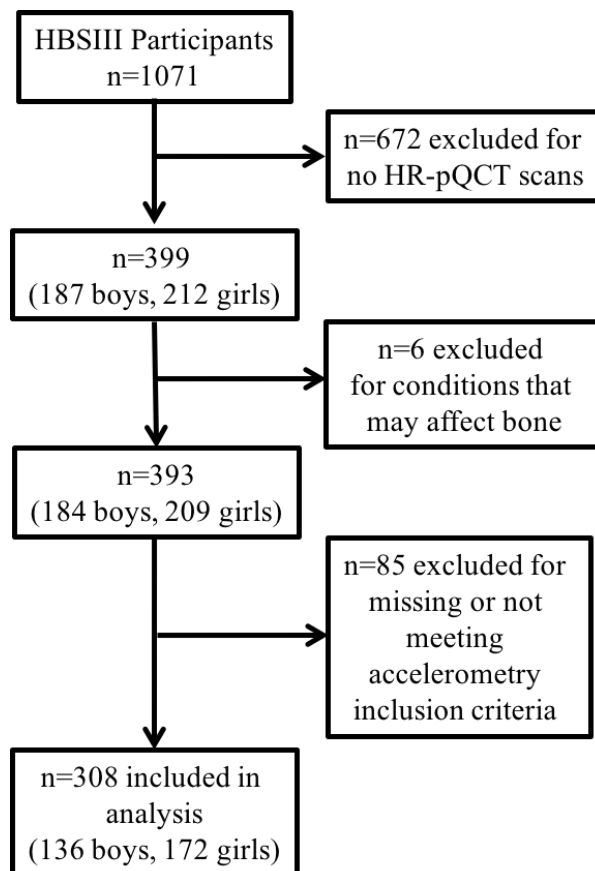 HBSIII Participants
n=1071
n=672 excluded for
no HR-pQCT scans
n=399
(187 boys, 212 girls)
n=6 excluded
for conditions that
may affect bone
n=393
(184 boys, 209 girls)
n=85 excluded for
missing or not
meeting
accelerometry
inclusion criteria
n=308 included in
analysis
(136 boys, 172 girls)